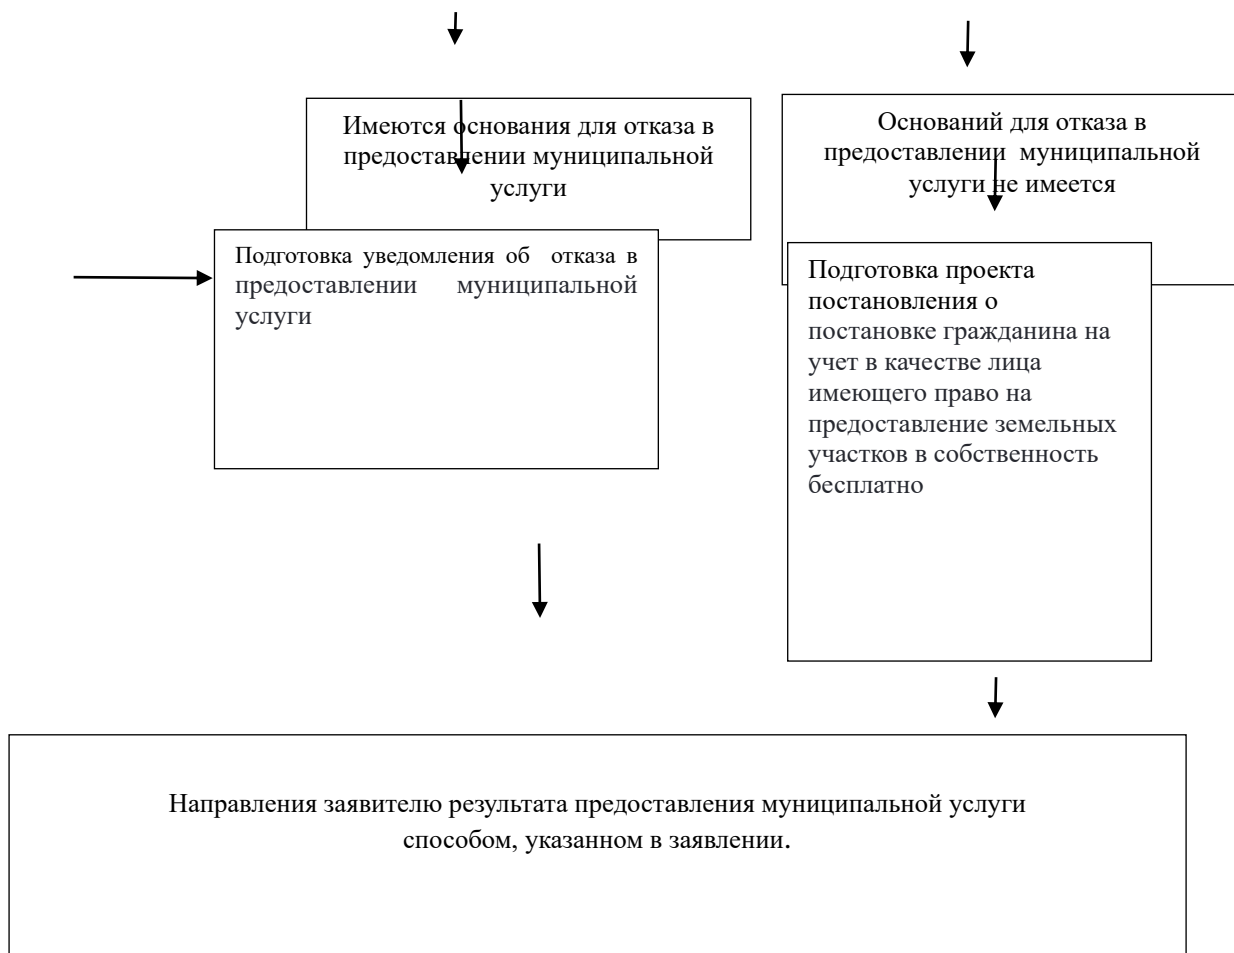 Имеются основания для отказа в
предоставлении муниципальной
услуги
Оснований для отказа в
предоставлении муниципальной
услуги не имеется
Подготовка уведомления об отказа в
предоставлении муниципальной
услуги
Подготовка проекта
постановления о
постановке гражданина на
учет в качестве лица
имеющего право на
предоставление земельных
участков в собственность
бесплатно
Направления заявителю результата предоставления муниципальной услуги
способом, указанном в заявлении.